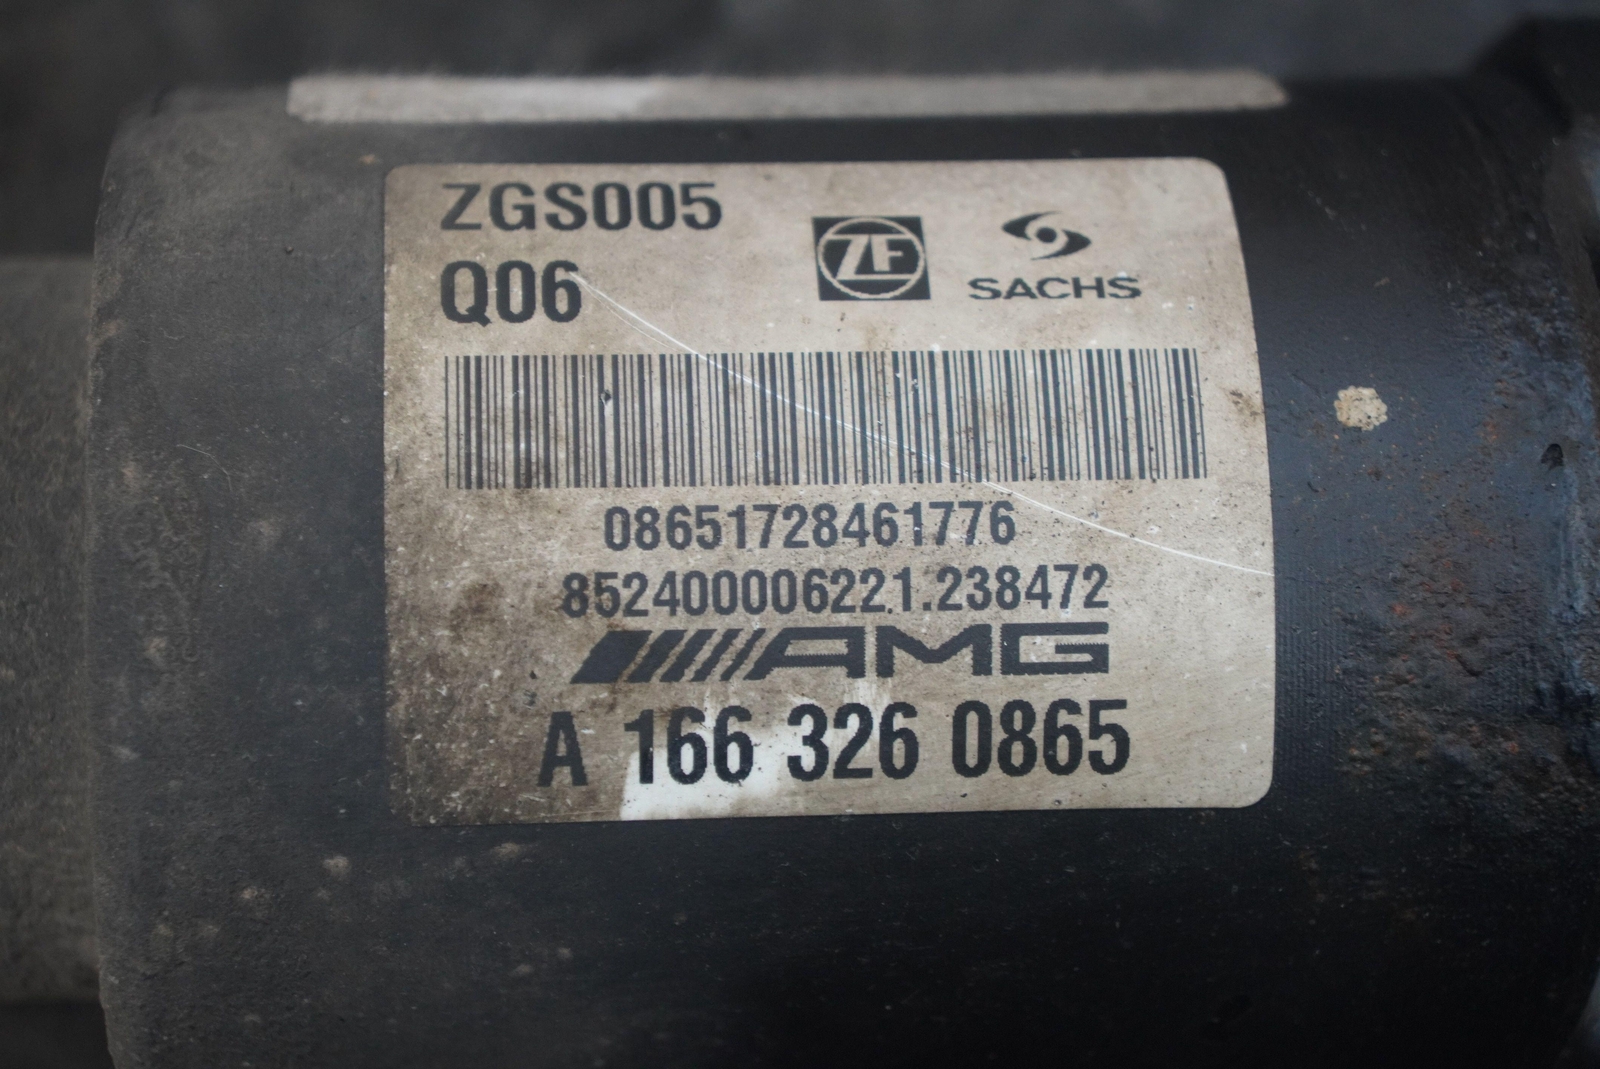 ZGS005
Q06
ZF
SACHS
08651728461776
852400006221.238472
AMG
A 166 326 0865